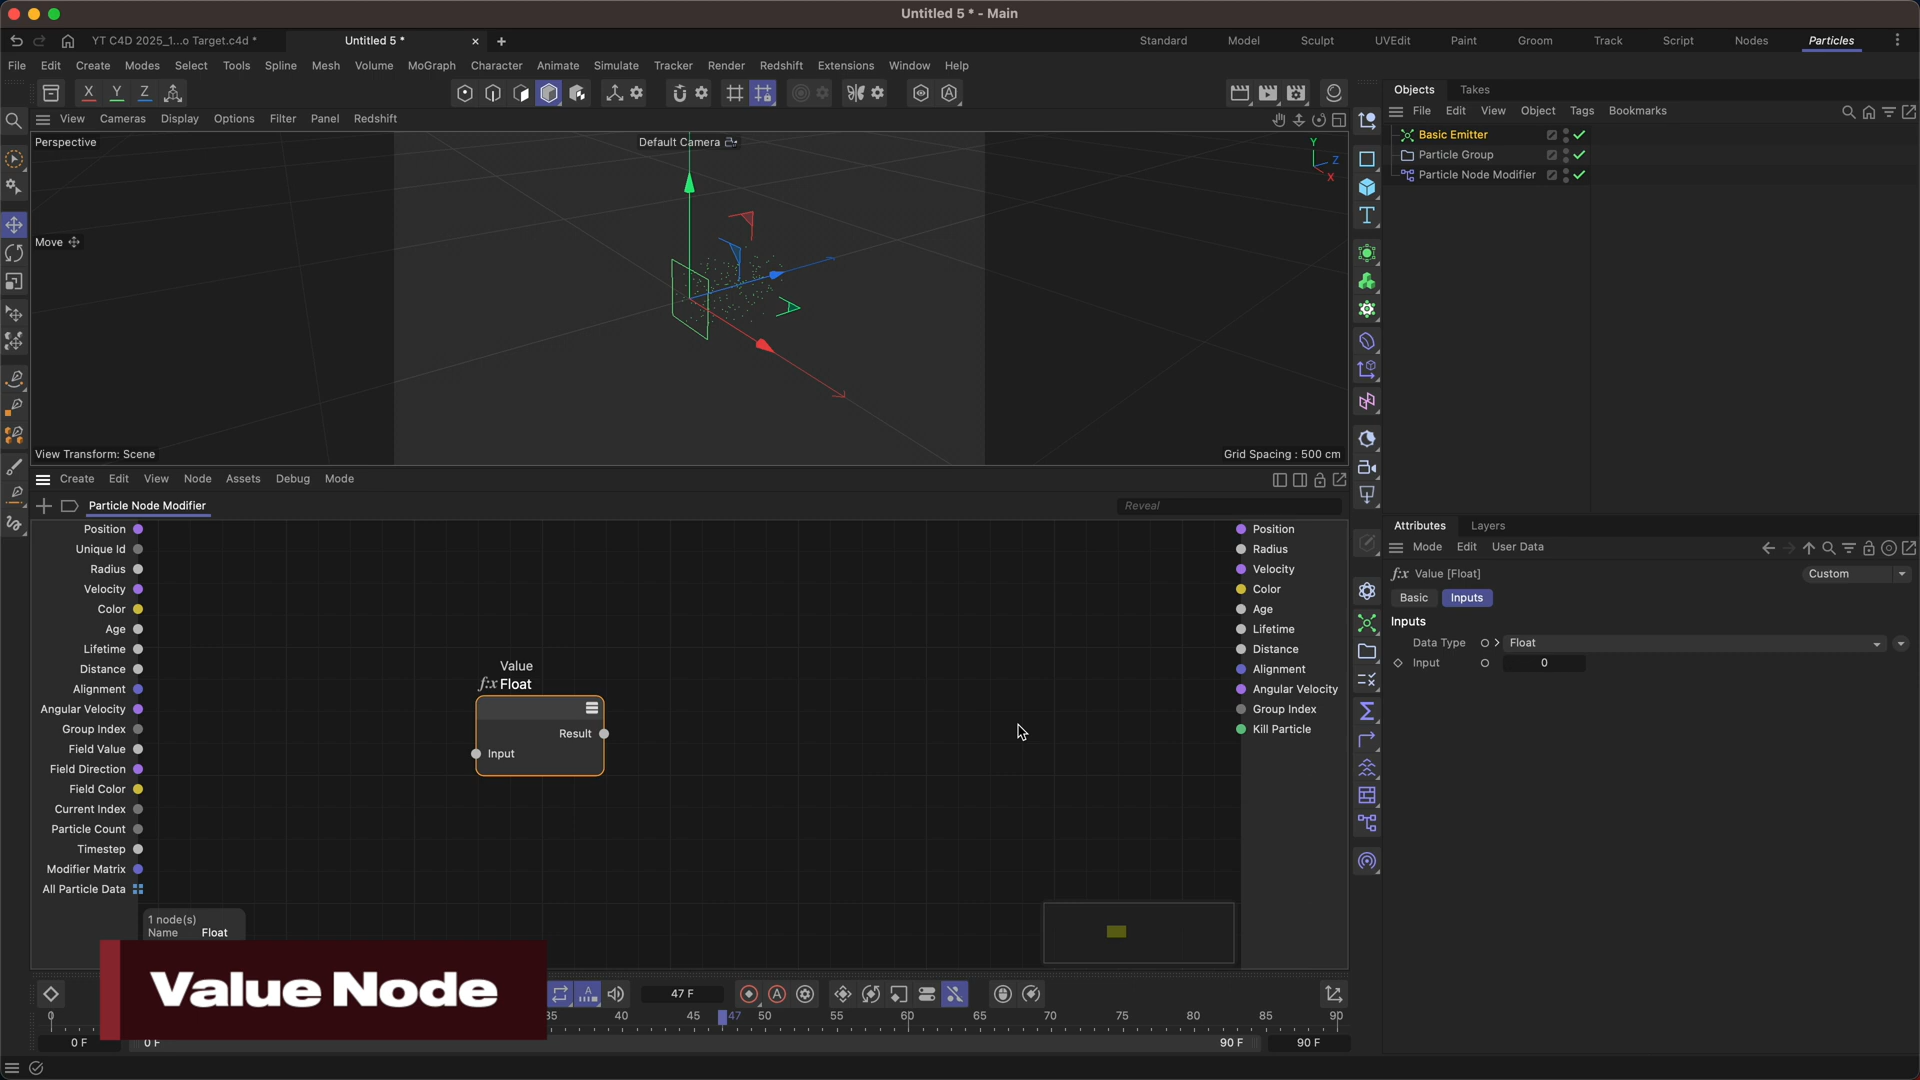 Untitled 5 * - Main
YT C4D 2025_1...o Target.c4d *
Untitled 5 *
Standard
Model
Sculpt
UVEdit
Paint
Groom
Track
Script
Nodes
Particles
File Edit Create Modes Select Tools Spline Mesh Volume MoGraph Character Animate Simulate Tracker Render Redshift Extensions Window Help
X Y Z
Objects Takes
View Cameras Display Options Filter Panel Redshift
File Edit View Object Tags Bookmarks
Perspective
Default Camera
Y
Z
X
Basic Emitter
Particle Group
Particle Node Modifier
Move
View Transform: Scene
Grid Spacing : 500 cm
Create Edit View Node Assets Debug Mode
Particle Node Modifier
Reveal
Position
Unique Id
Radius
Velocity
Color
Age
Lifetime
Distance
Alignment
Angular Velocity
Group Index
Field Value
Field Direction
Field Color
Current Index
Particle Count
Timestep
Modifier Matrix
All Particle Data
Value
f:x Float
Result
Input
Position
Radius
Velocity
Color
Age
Lifetime
Distance
Alignment
Angular Velocity
Group Index
Kill Particle
1 node(s)
Name Float
Attributes Layers
Mode Edit User Data
f:x Value [Float]
Custom
Basic Inputs
Inputs
Data Type Float
Input 0
Value Node
47 F
0 35 40 45 47 50 55 60 65 70 75 80 85 90
0 F 0 F 90 F 90 F